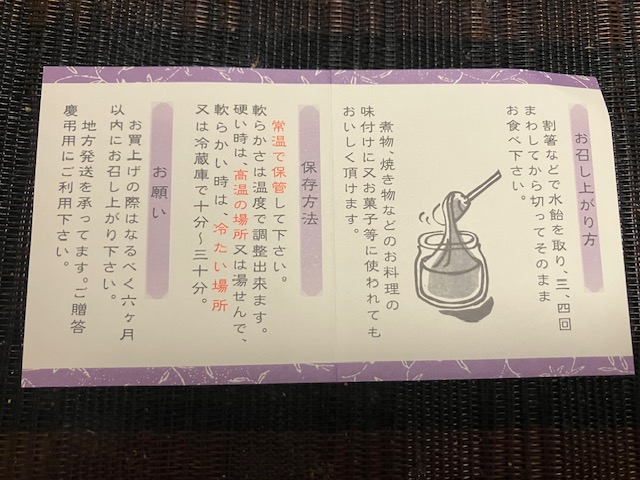 お召し上がり方
割箸などで水飴を取り、三、四回
まわしてから切ってそのまま
お食べ下さい。
煮物、焼き物などのお料理の
味付けに又お菓子等に使われても
おいしく頂けます。
保存方法
常温で保管して下さい。
軟らかさは温度で調整出来ます。
硬い時は、高温の場所又は湯せんで、
軟らかい時は、冷たい場所
又は冷蔵庫で十分～三十分。
お願い
お買上げの際はなるべく六ヶ月
以内にお召し上がり下さい。
地方発送を承ってます。ご贈答
慶弔用にご利用下さい。